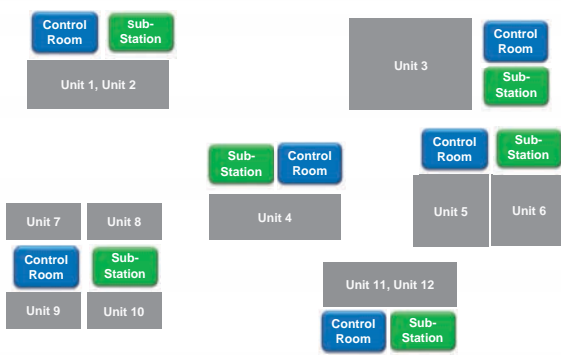 Control
Room
Sub-
Station
Unit 1, Unit 2
Unit 3
Control
Room
Sub-
Station
Sub-
Station
Control
Room
Unit 4
Control
Room
Sub-
Station
Unit 5
Unit 6
Unit 7
Unit 8
Control
Room
Sub-
Station
Unit 9
Unit 10
Unit 11, Unit 12
Control
Room
Sub-
Station